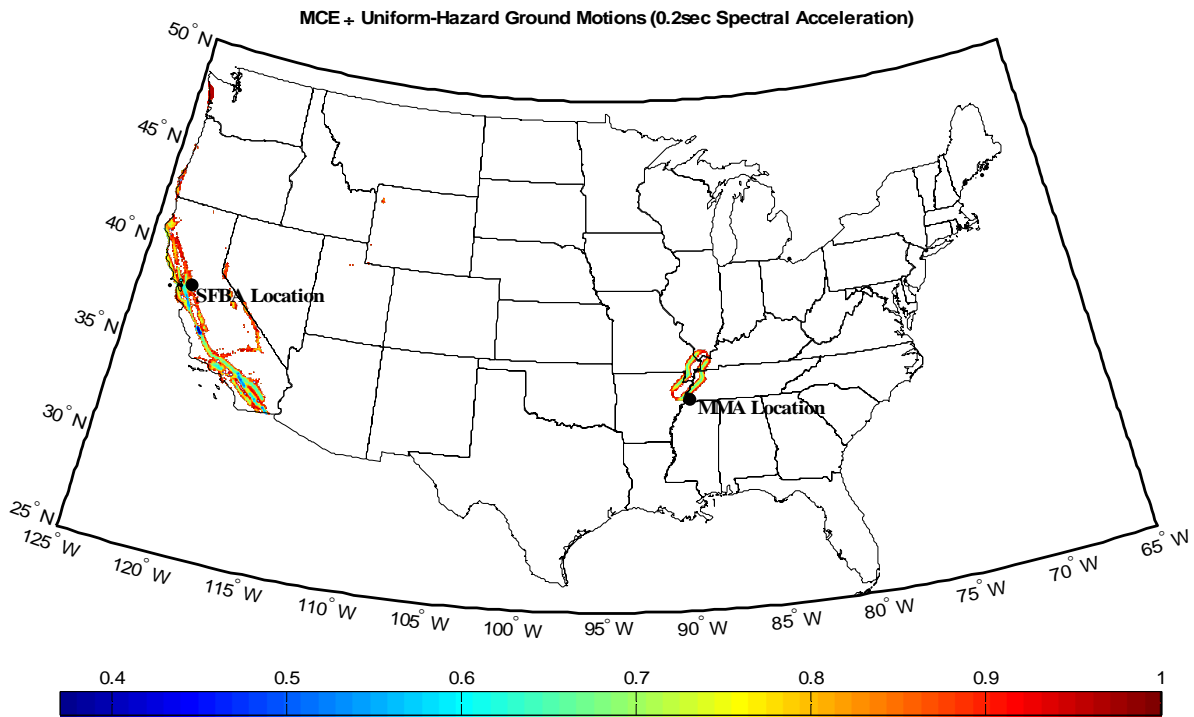 MCE ÷ Uniform-Hazard Ground Motions (0.2sec Spectral Acceleration)
50° N
45° N
40° N
35° N
30° N
25° N
SFBA Location
MMA Location
125° W
120° W
115° W
110° W
105° W
100° W
95° W
90° W
85° W
80° W
75° W
70° W
65° W
0.4 0.5 0.6 0.7 0.8 0.9 1